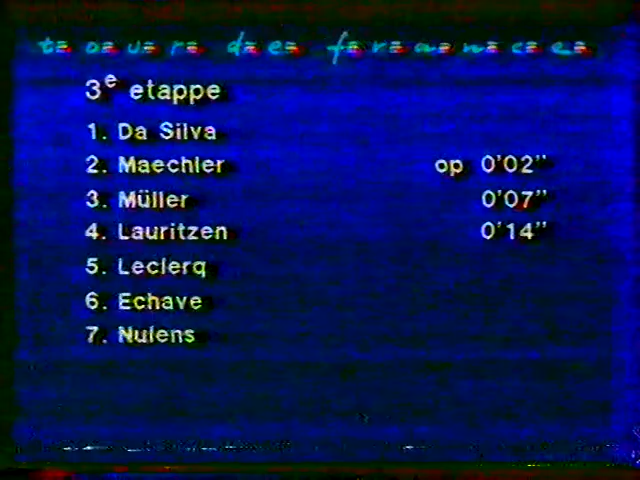 tour de france
3e etappe
1. Da Silva
2. Maechler op 0'02"
3. Müller 0'07"
4. Lauritzen 0'14"
5. Leclerq
6. Echave
7. Nulens